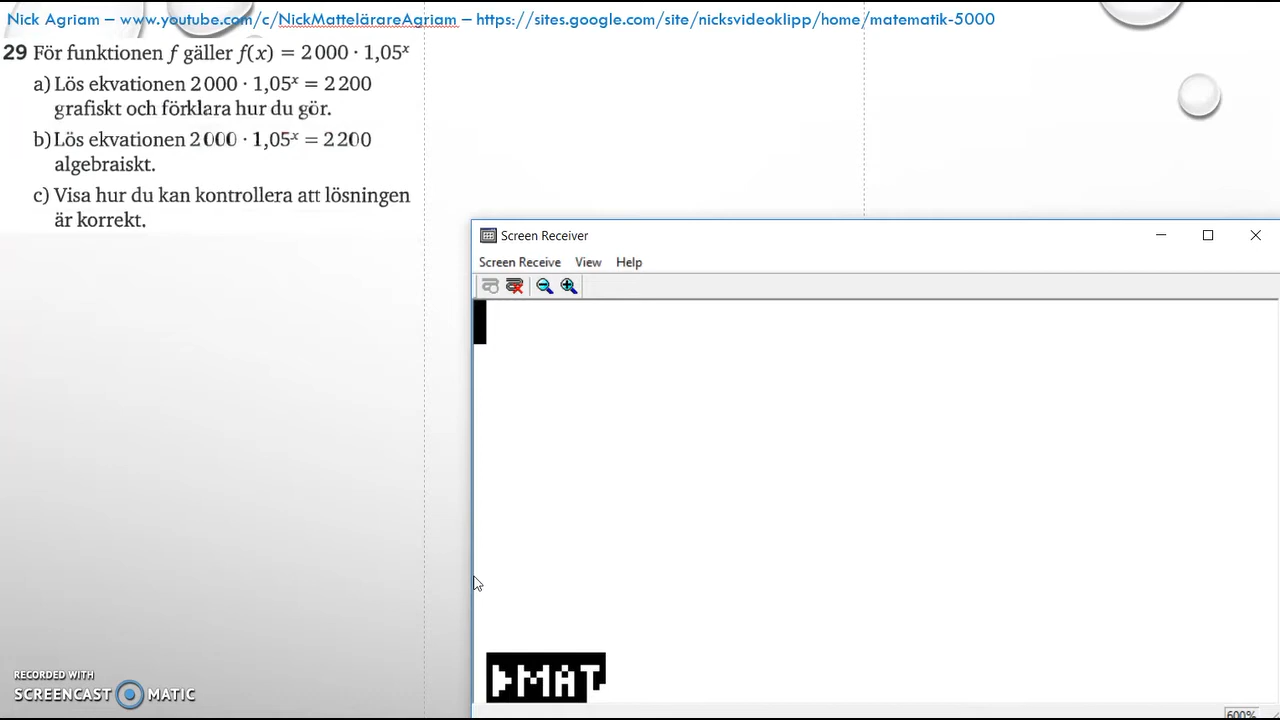 Nick Agriam – www.youtube.com/c/NickMattelärareAgriam – https://sites.google.com/site/nicksvideoklipp/home/matematik-5000
29 För funktionen f gäller f(x) = 2 000 · 1,05ˣ
a) Lös ekvationen 2 000 · 1,05ˣ = 2 200
grafiskt och förklara hur du gör.
b) Lös ekvationen 2 000 · 1,05ˣ = 2 200
algebraiskt.
c) Visa hur du kan kontrollera att lösningen
är korrekt.
Screen Receiver
Screen Receive View Help
▶MAT
RECORDED WITH
SCREENCAST MATIC
600%